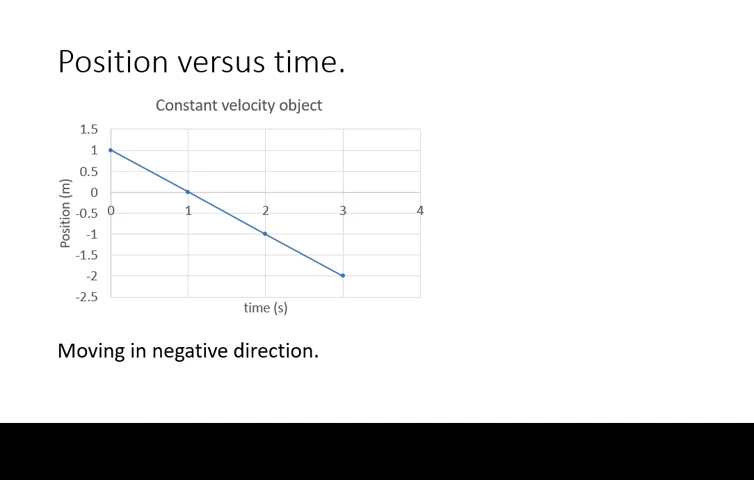 Position versus time.
Constant velocity object
1.5
1
0.5
0
-0.5
-1
-1.5
-2
-2.5
Position (m)
0 1 2 3 4
time (s)
Moving in negative direction.